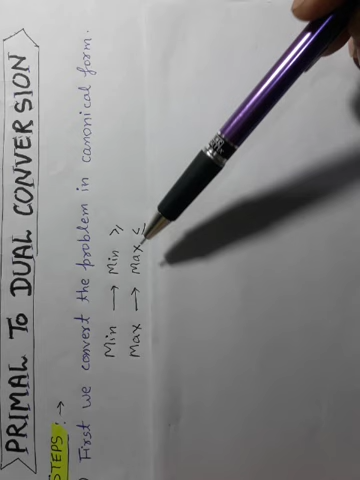 PRIMAL TO DUAL CONVERSION
STEPS : →
) First we convert the problem in canonical form.
Min → Min ≥
Max → Max ≤